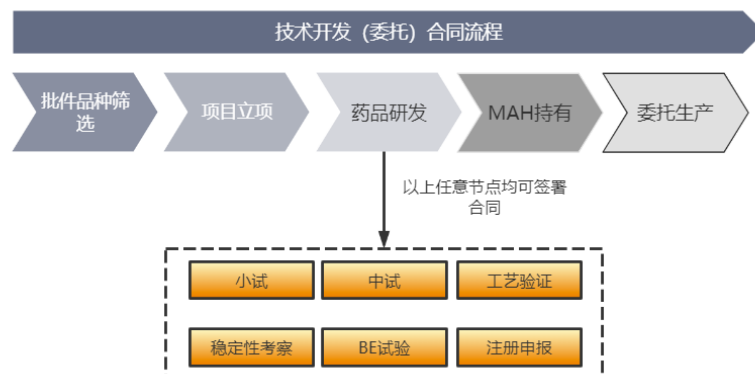 技术开发（委托）合同流程
批件品种筛
选
项目立项
药品研发
MAH持有
委托生产
以上任意节点均可签署
合同
小试
中试
工艺验证
稳定性考察
BE试验
注册申报